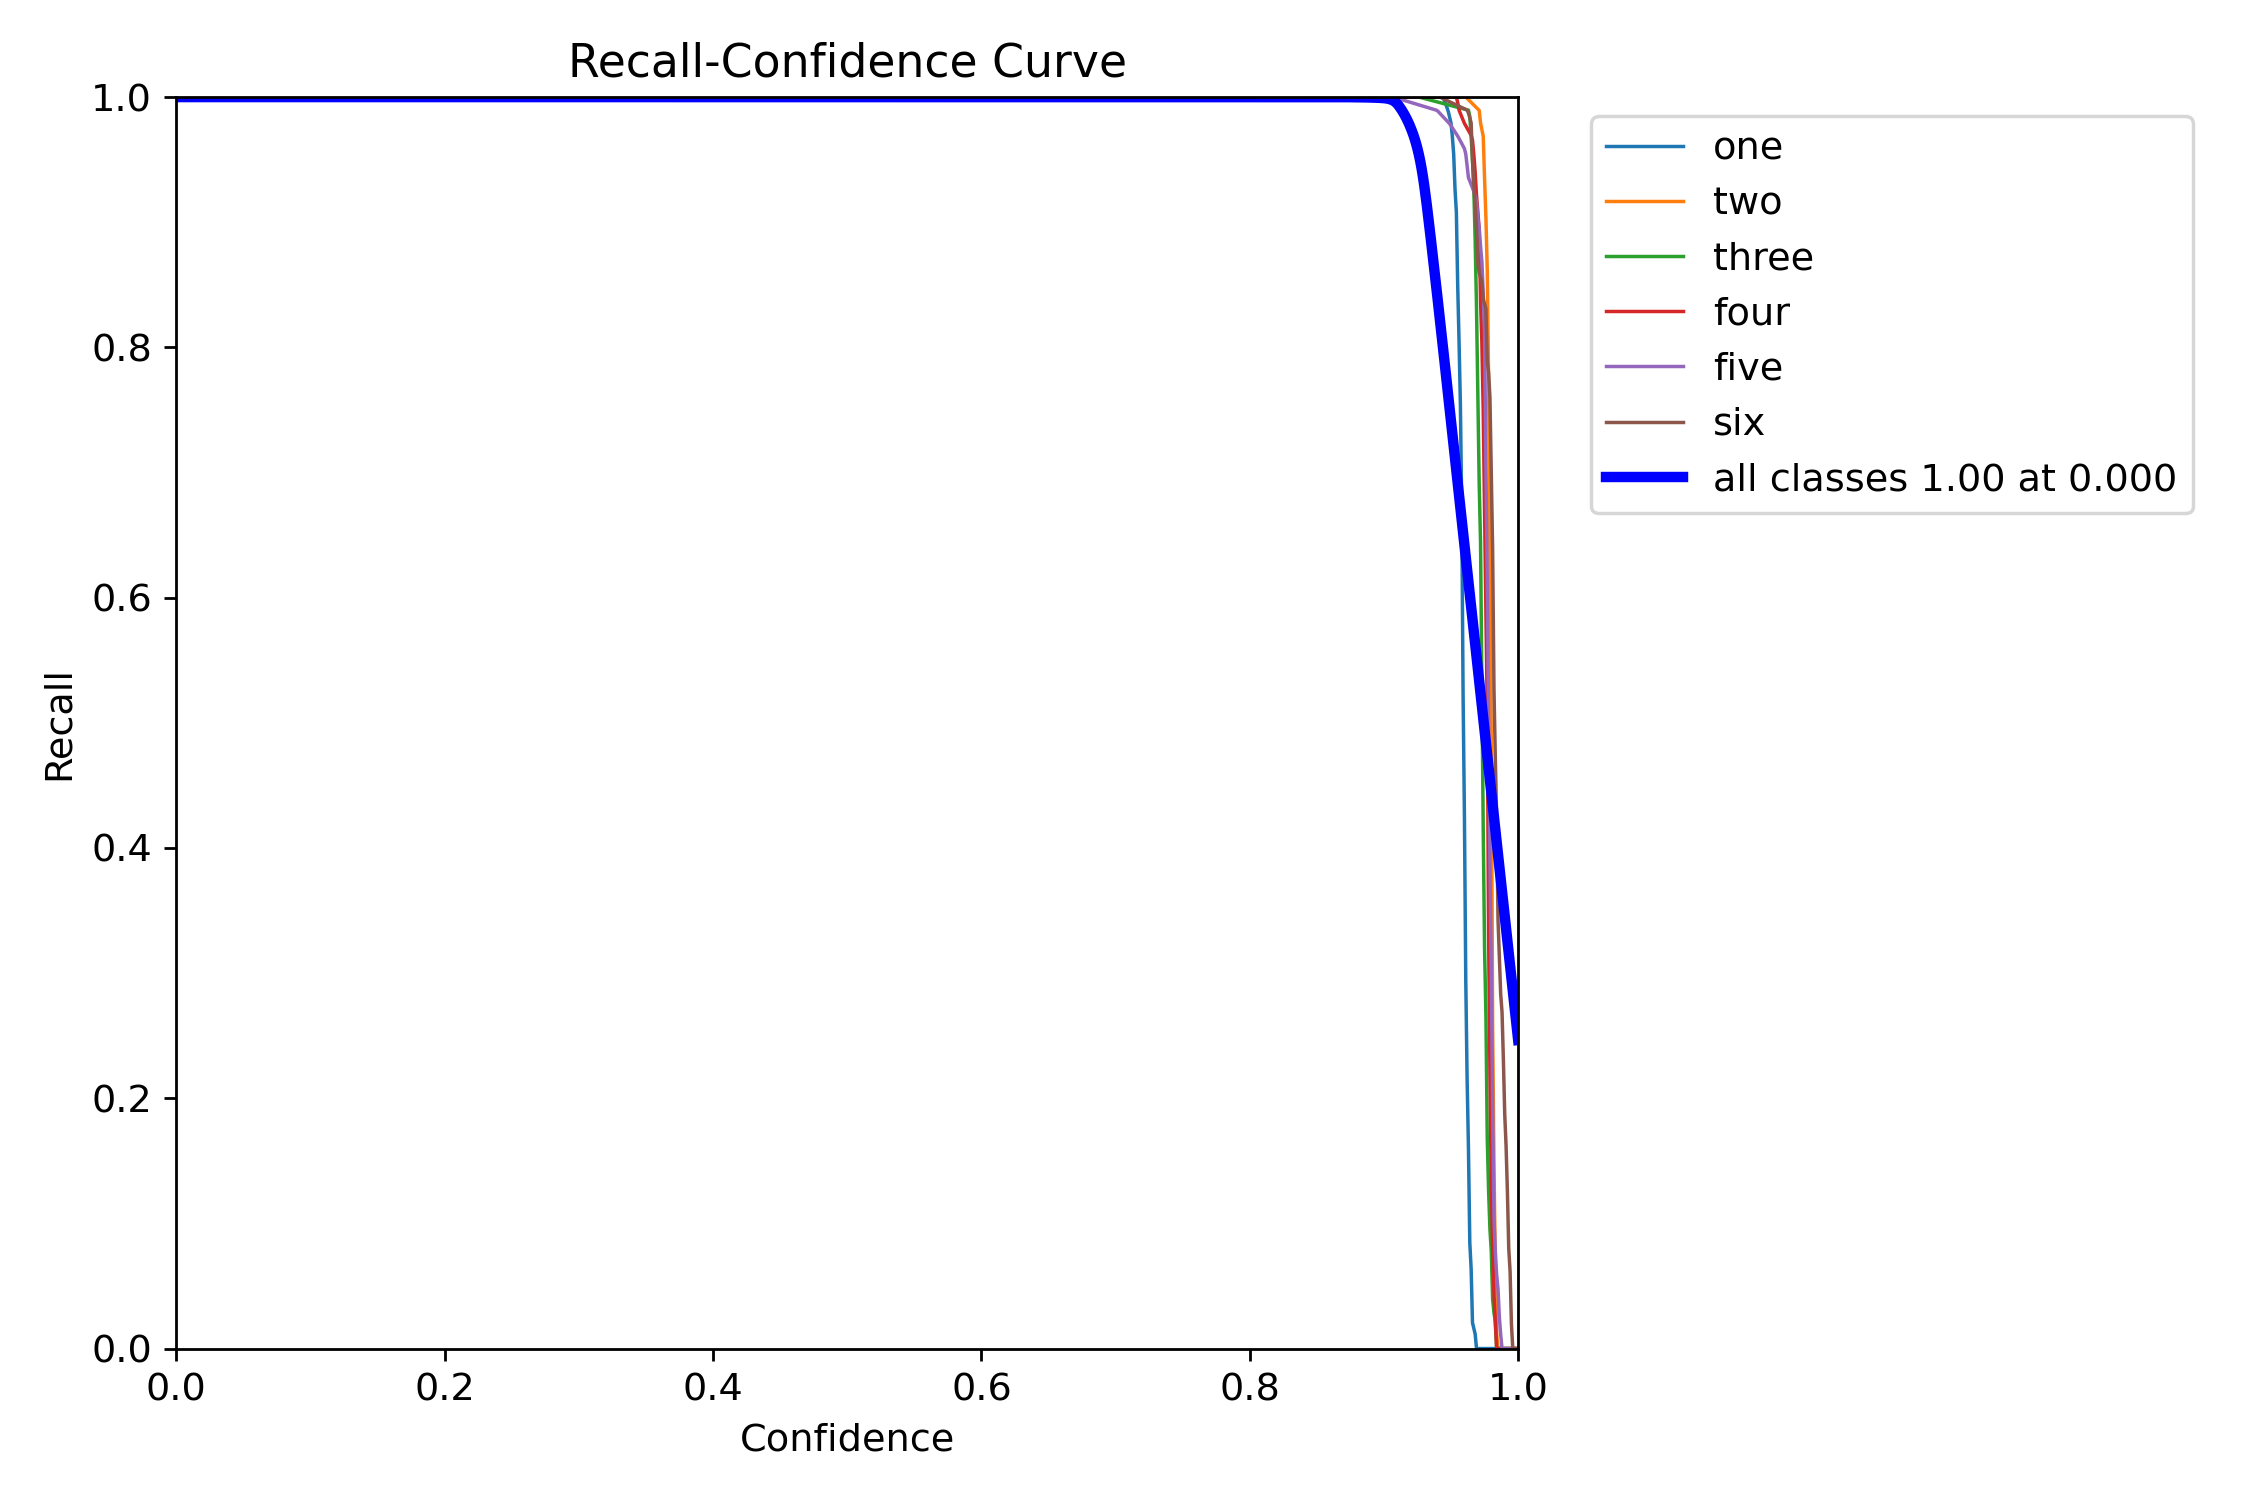 Recall-Confidence Curve
1.0
0.8
0.6
0.4
0.2
0.0
Recall
0.0 0.2 0.4 0.6 0.8 1.0
Confidence
one
two
three
four
five
six
all classes 1.00 at 0.000